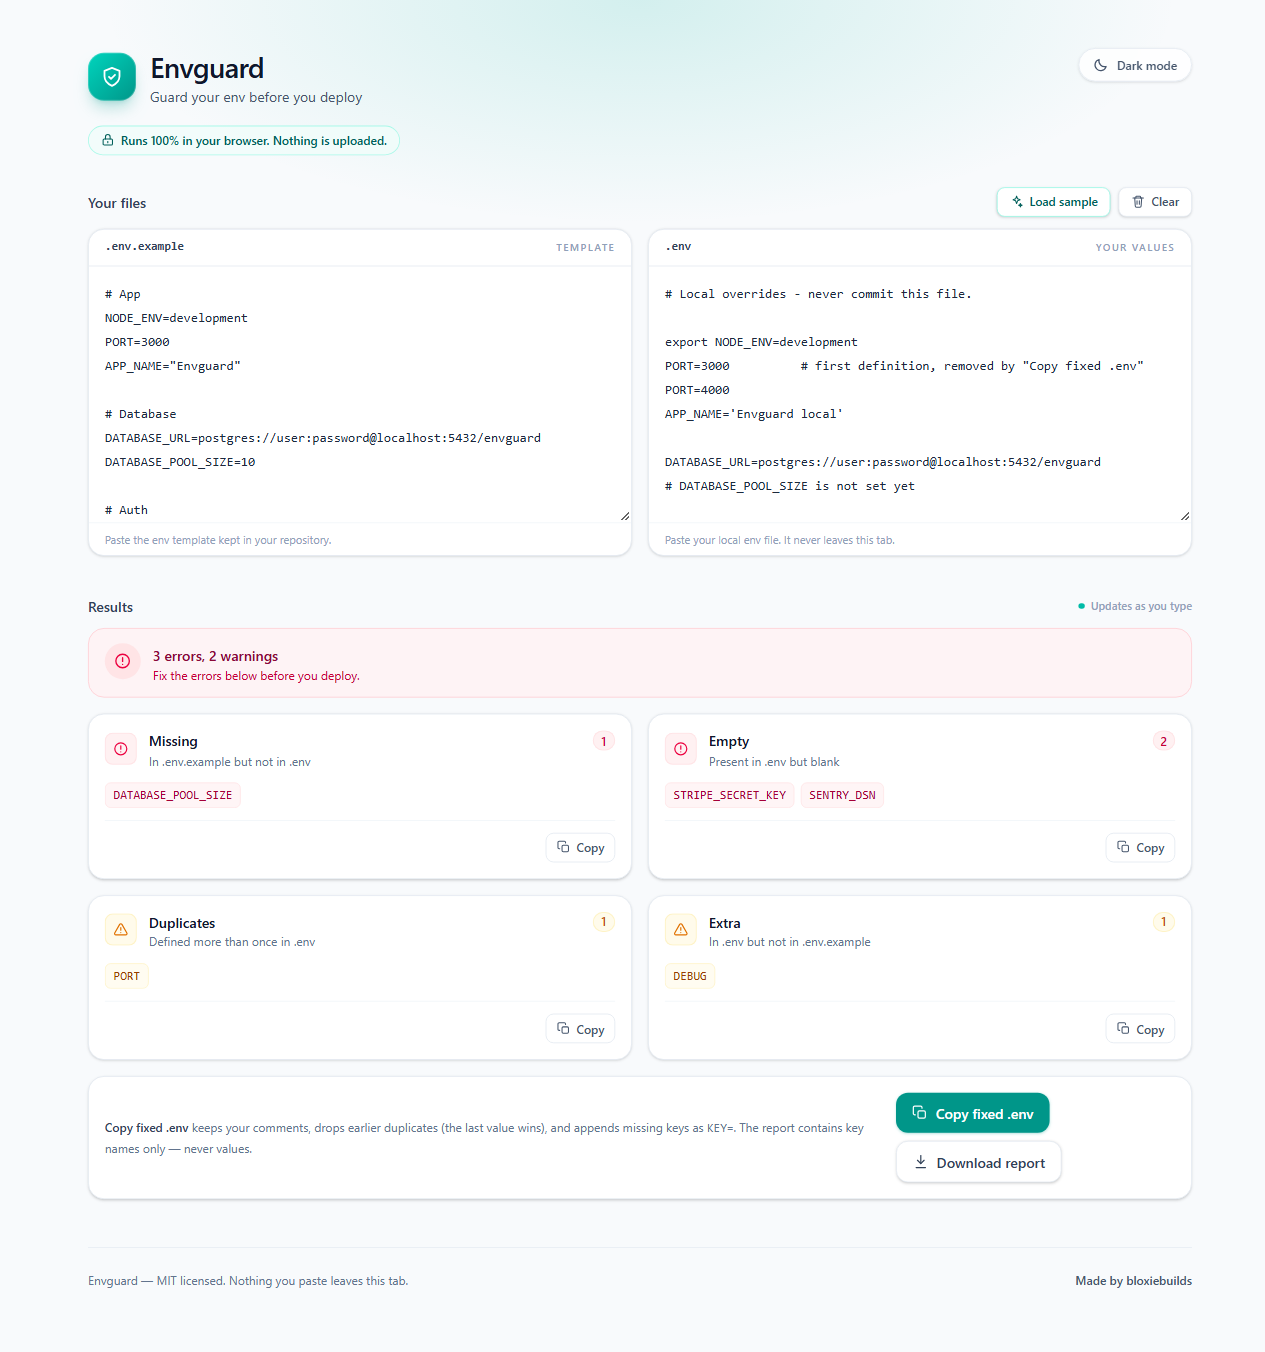 Envguard
Guard your env before you deploy
Dark mode
Runs 100% in your browser. Nothing is uploaded.
Your files
Load sample
Clear
.env.example
TEMPLATE
# App
NODE_ENV=development
PORT=3000
APP_NAME="Envguard"
# Database
DATABASE_URL=postgres://user:password@localhost:5432/envguard
DATABASE_POOL_SIZE=10
# Auth
Paste the env template kept in your repository.
.env
YOUR VALUES
# Local overrides - never commit this file.
export NODE_ENV=development
PORT=3000          # first definition, removed by "Copy fixed .env"
PORT=4000
APP_NAME='Envguard local'
DATABASE_URL=postgres://user:password@localhost:5432/envguard
# DATABASE_POOL_SIZE is not set yet
Paste your local env file. It never leaves this tab.
Results
Updates as you type
3 errors, 2 warnings
Fix the errors below before you deploy.
Missing
1
In .env.example but not in .env
DATABASE_POOL_SIZE
Copy
Empty
2
Present in .env but blank
STRIPE_SECRET_KEY
SENTRY_DSN
Copy
Duplicates
1
Defined more than once in .env
PORT
Copy
Extra
1
In .env but not in .env.example
DEBUG
Copy
Copy fixed .env keeps your comments, drops earlier duplicates (the last value wins), and appends missing keys as KEY=. The report contains key
names only — never values.
Copy fixed .env
Download report
Envguard — MIT licensed. Nothing you paste leaves this tab.
Made by bloxiebuilds